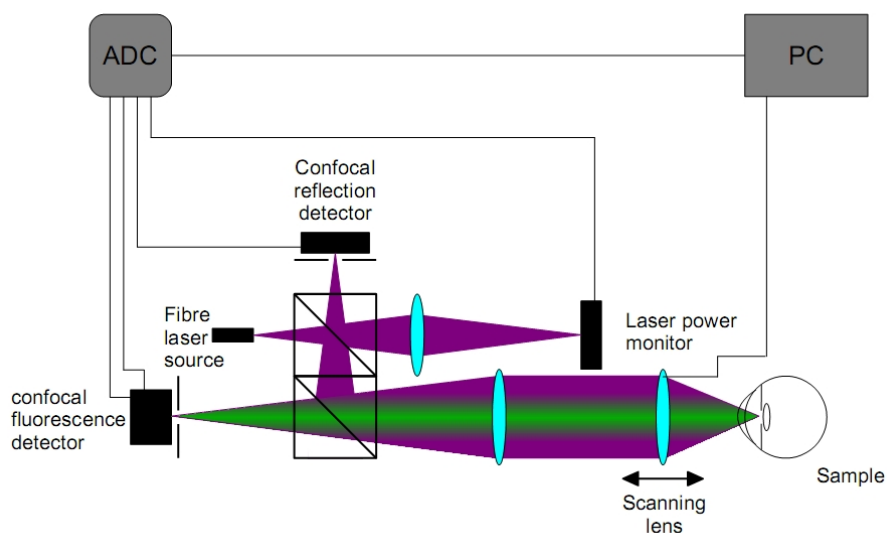 ADC
PC
Confocal
reflection
detector
Fibre
laser
source
Laser power
monitor
confocal
fluorescence
detector
Scanning
lens
Sample